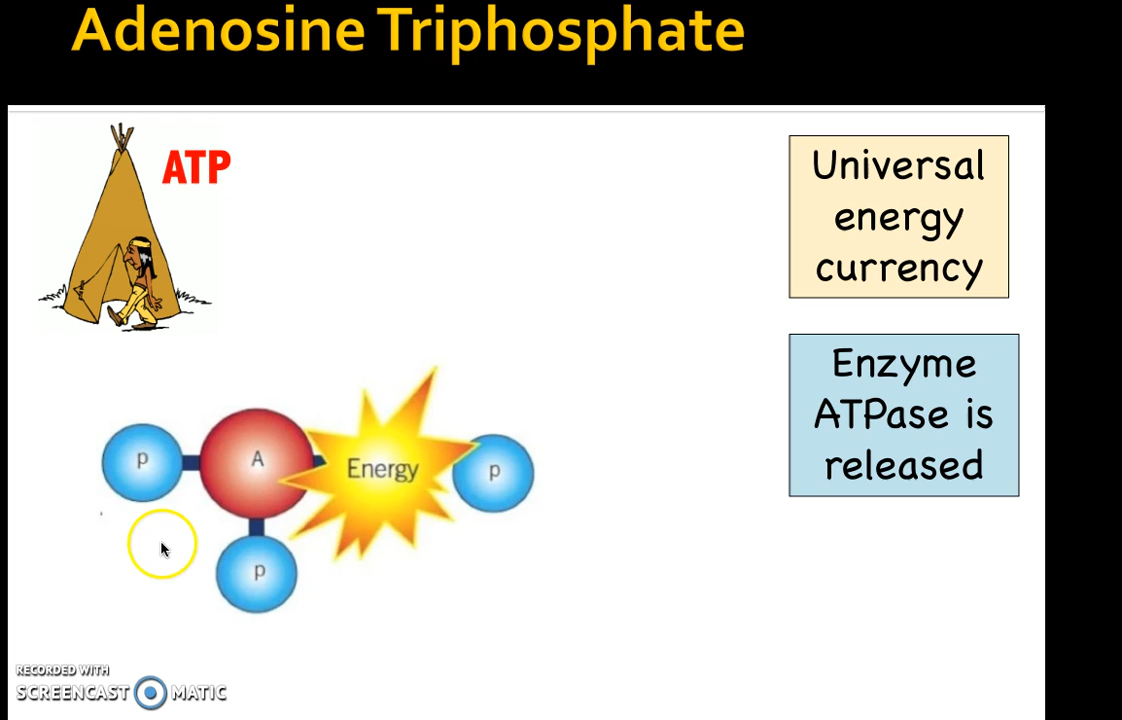 Adenosine Triphosphate
ATP
Universal
energy
currency
Enzyme
ATPase is
released
P
A
Energy
P
P
RECORDED WITH
SCREENCAST MATIC